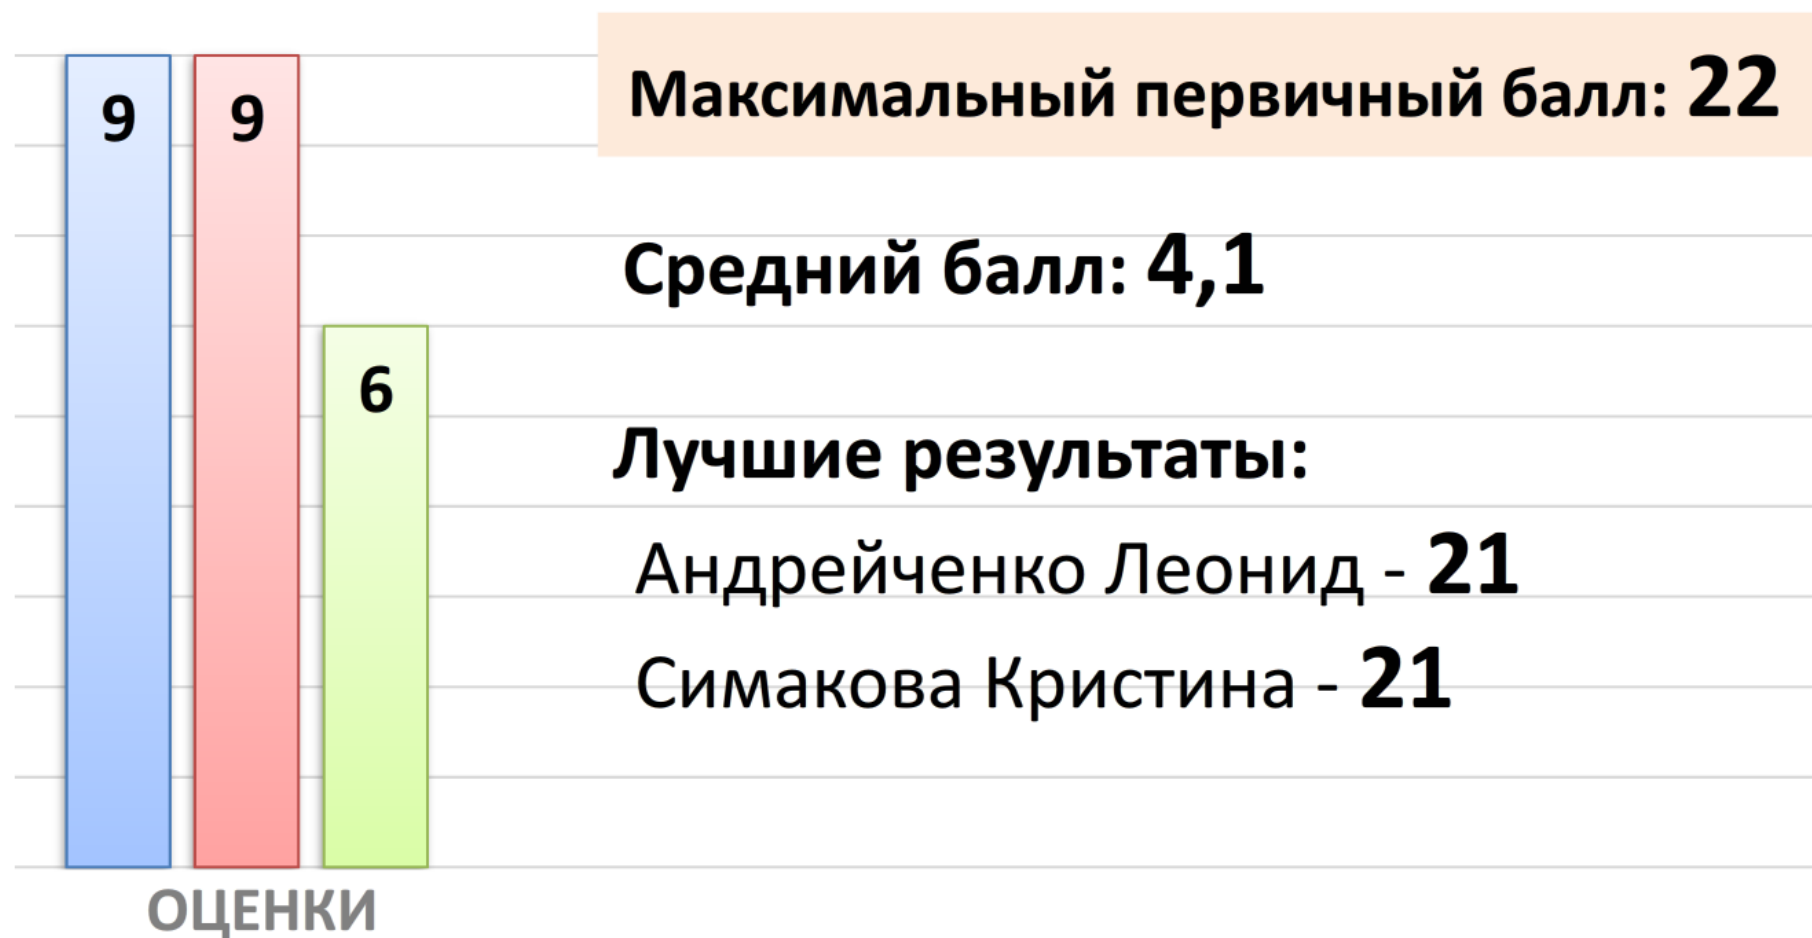 9 9
6
Максимальный первичный балл: 22
Средний балл: 4,1
Лучшие результаты:
Андрейченко Леонид - 21
Симакова Кристина - 21
ОЦЕНКИ